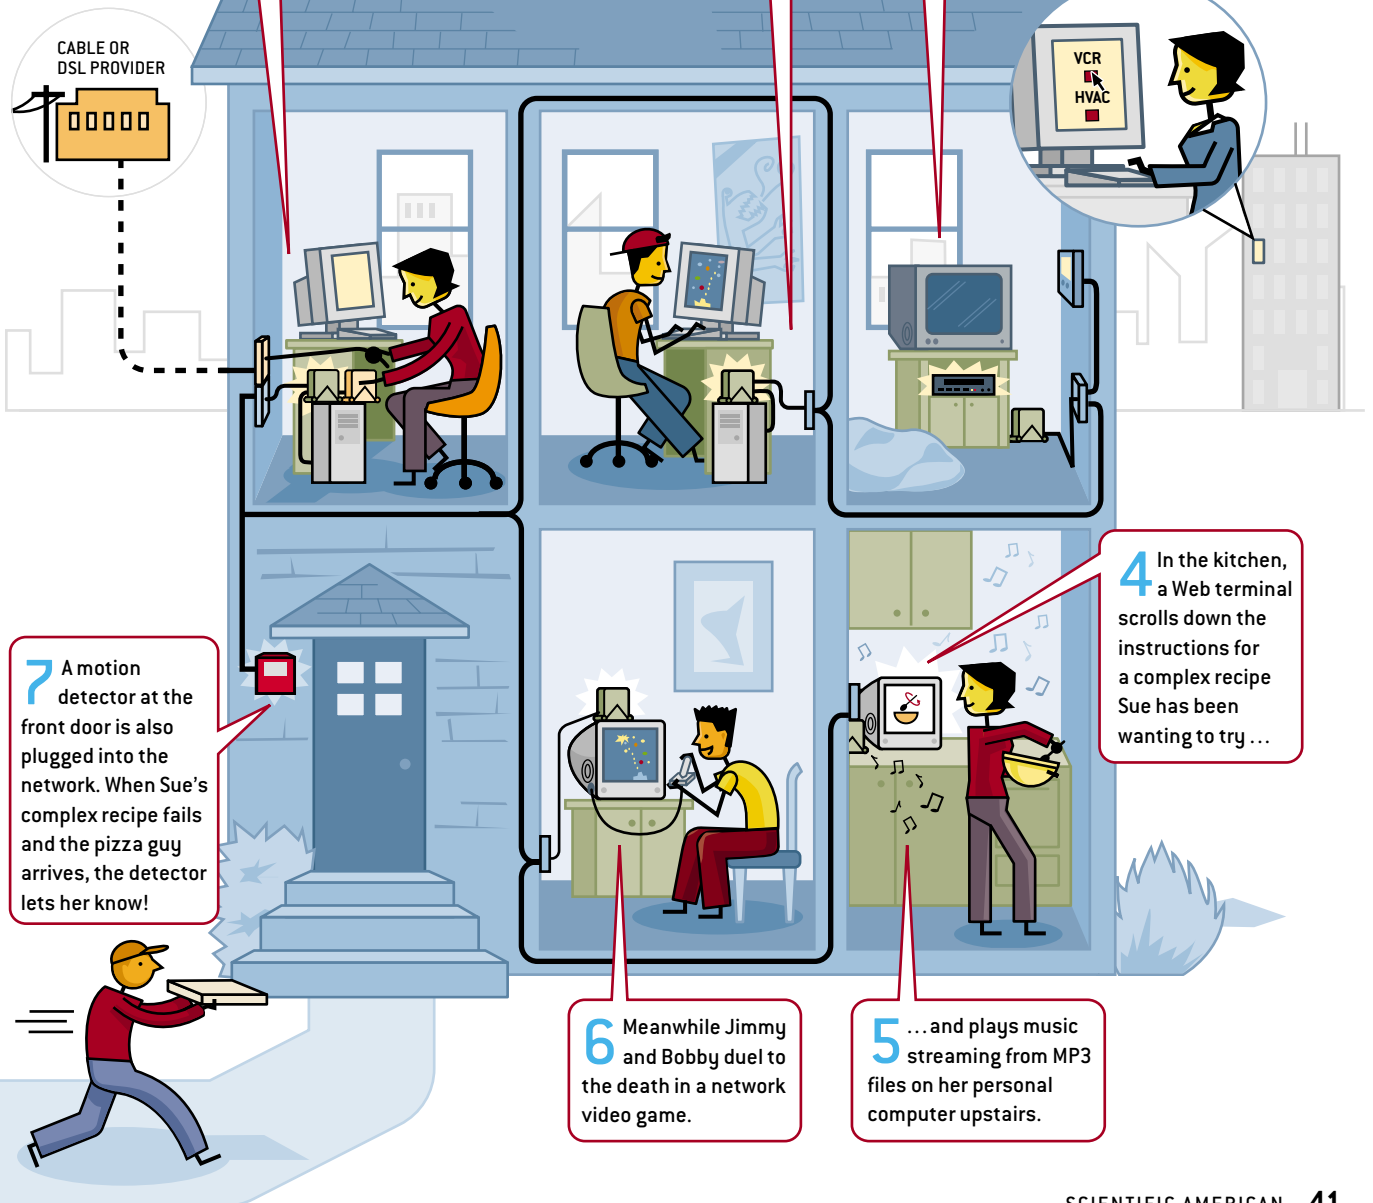 CABLE OR
DSL PROVIDER
VCR
HVAC
4 In the kitchen,
a Web terminal
scrolls down the
instructions for
a complex recipe
Sue has been
wanting to try ...
7 A motion
detector at the
front door is also
plugged into the
network. When Sue's
complex recipe fails
and the pizza guy
arrives, the detector
lets her know!
6 Meanwhile Jimmy
and Bobby duel to
the death in a network
video game.
5 ...and plays music
streaming from MP3
files on her personal
computer upstairs.
SCIENTIFIC AMERICAN 41